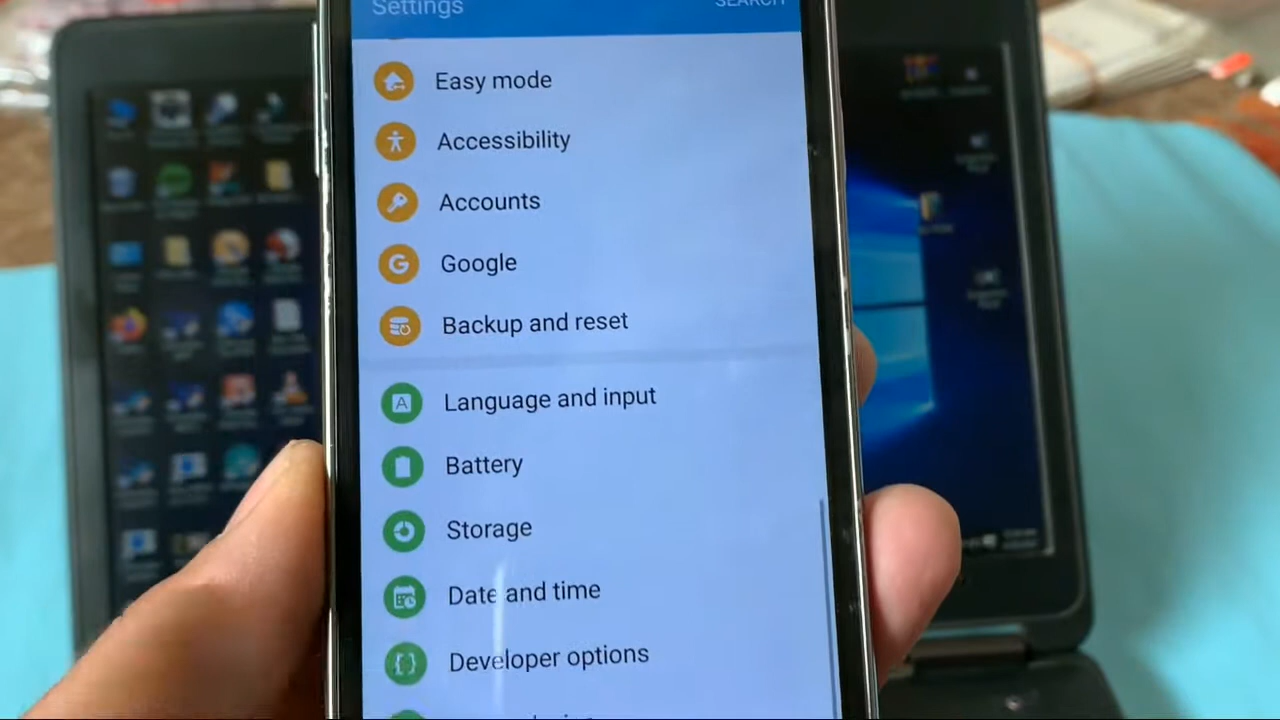 Settings
SEARCH
Easy mode
Accessibility
Accounts
Google
Backup and reset
Language and input
Battery
Storage
Date and time
Developer options